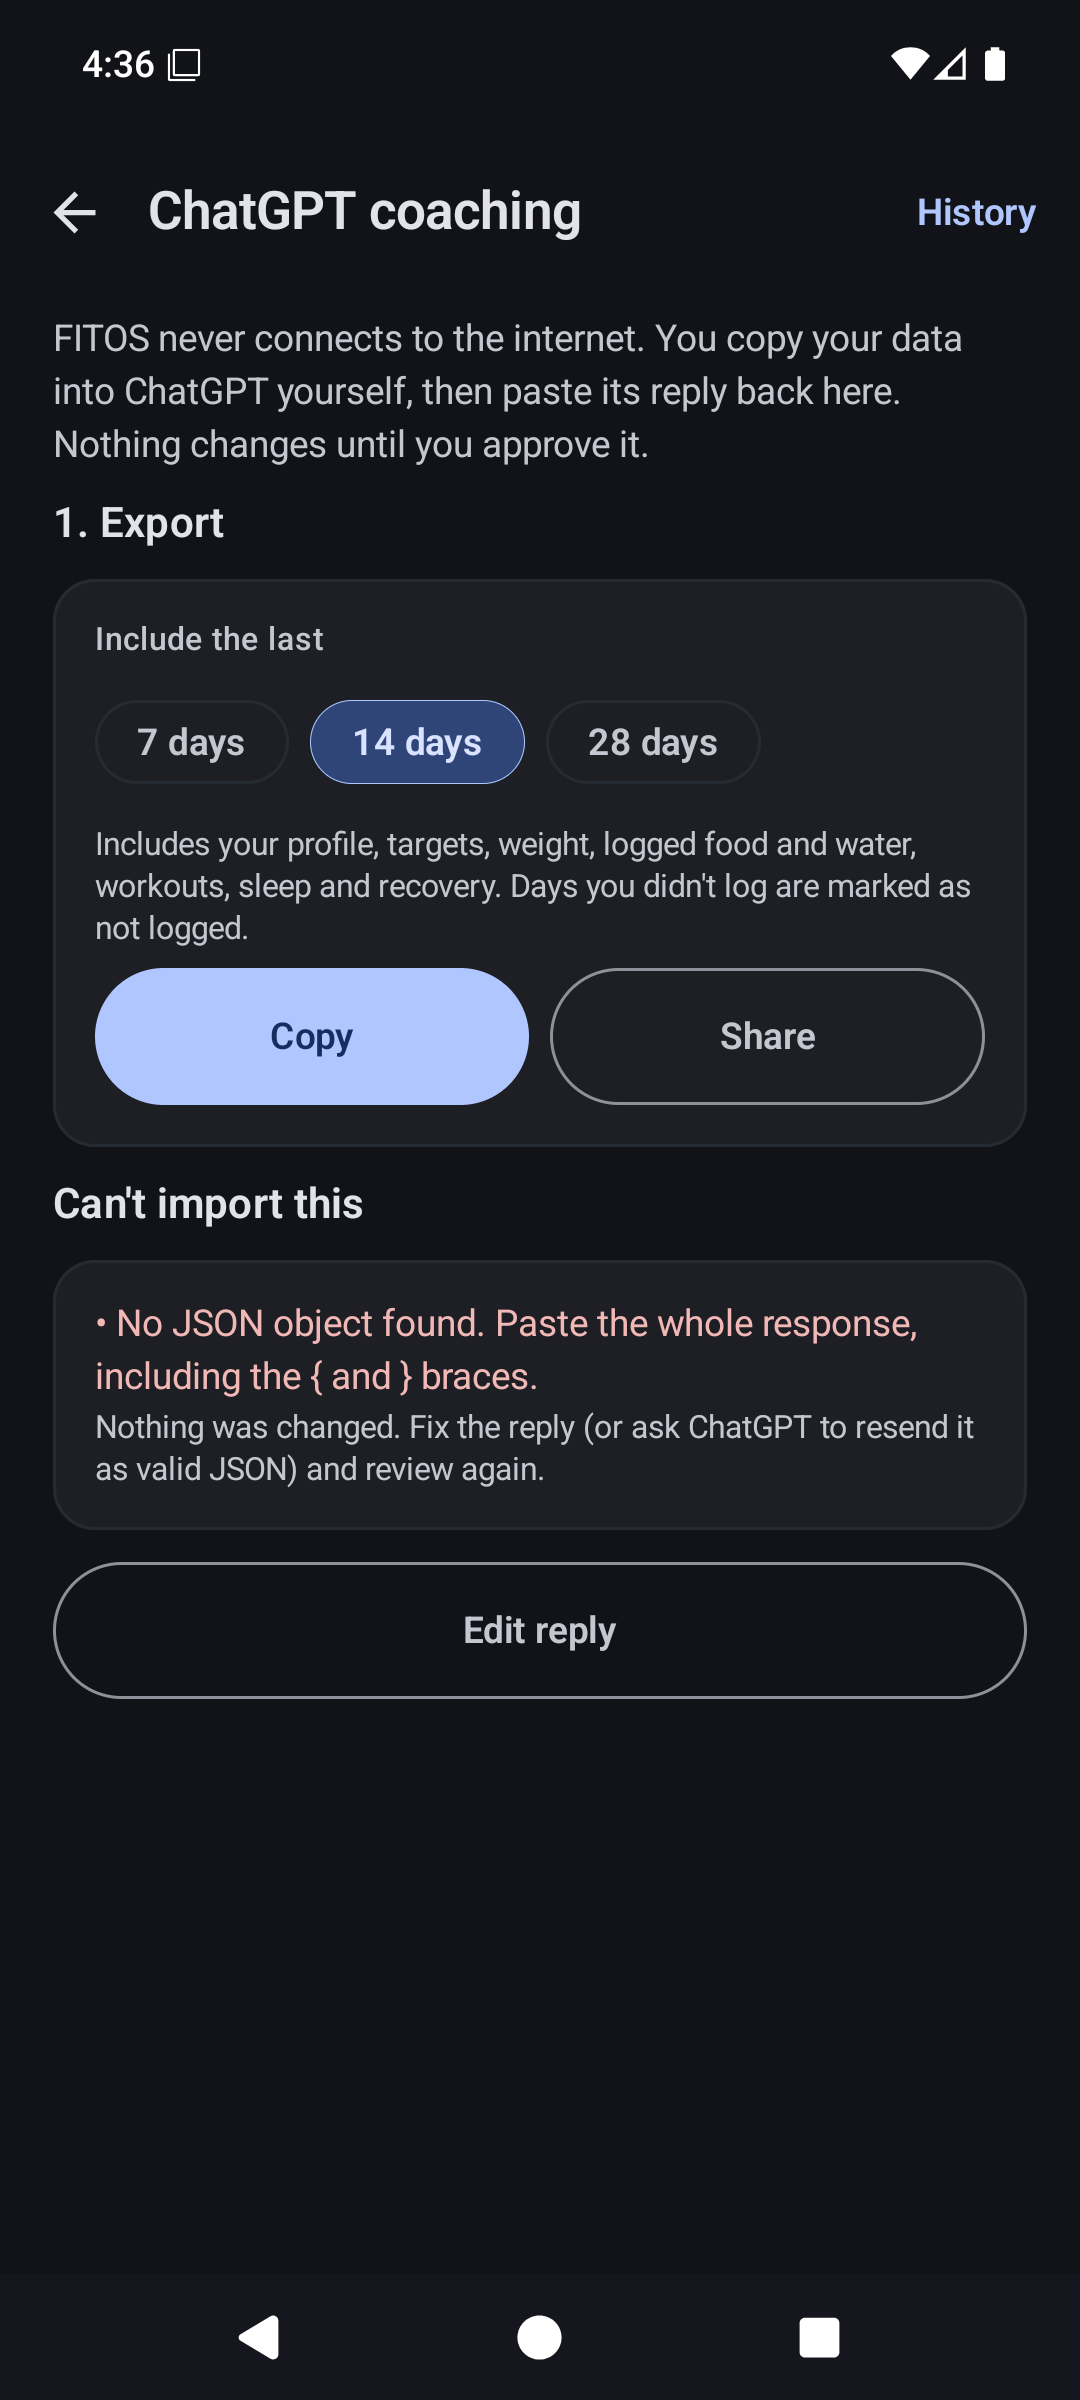 4:36
ChatGPT coaching
History
FITOS never connects to the internet. You copy your data
into ChatGPT yourself, then paste its reply back here.
Nothing changes until you approve it.
1. Export
Include the last
7 days
14 days
28 days
Includes your profile, targets, weight, logged food and water,
workouts, sleep and recovery. Days you didn't log are marked as
not logged.
Copy
Share
Can't import this
• No JSON object found. Paste the whole response,
including the { and } braces.
Nothing was changed. Fix the reply (or ask ChatGPT to resend it
as valid JSON) and review again.
Edit reply